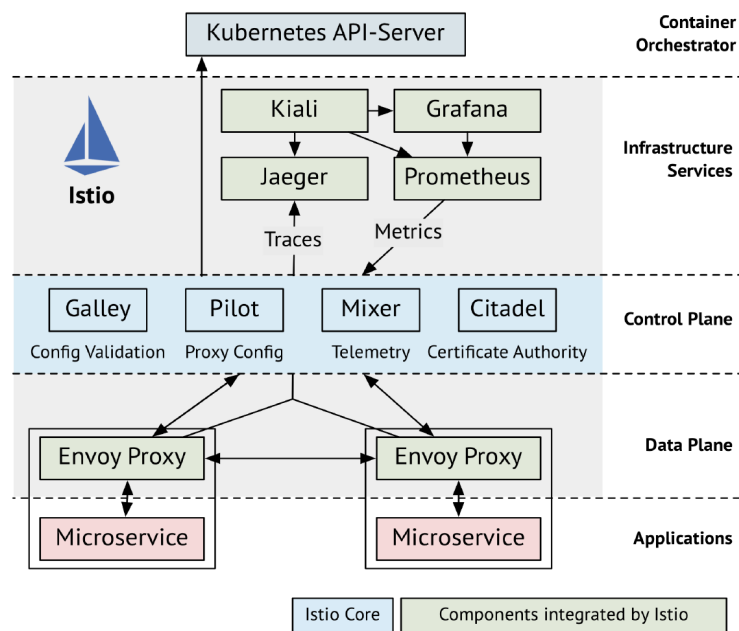 Kubernetes API-Server
Container
Orchestrator
Kiali
Grafana
Istio
Jaeger
Prometheus
Infrastructure
Services
Traces
Metrics
Galley
Pilot
Mixer
Citadel
Control Plane
Config Validation
Proxy Config
Telemetry
Certificate Authority
Envoy Proxy
Envoy Proxy
Data Plane
Microservice
Microservice
Applications
Istio Core
Components integrated by Istio